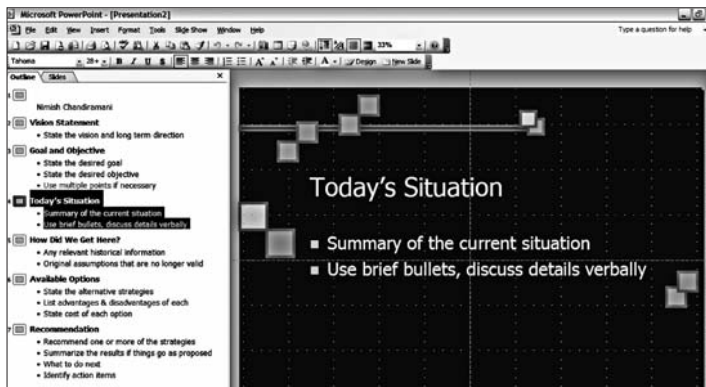 Microsoft PowerPoint - [Presentation2]
File Edit View Insert Format Tools Slide Show Window Help
Type a question for help
33%
Tahoma 28+ B I U S A A A Design New Slide
Outline Slides ×
1
Nimish Chandiramani
2 Vision Statement
• State the vision and long term direction
3 Goal and Objective
• State the desired goal
• State the desired objective
• Use multiple points if necessary
4 Today's Situation
• Summary of the current situation
• Use brief bullets, discuss details verbally
5 How Did We Get Here?
• Any relevant historical information
• Original assumptions that are no longer valid
6 Available Options
• State the alternative strategies
• List advantages & disadvantages of each
• State cost of each option
7 Recommendation
• Recommend one or more of the strategies
• Summarize the results if things go as proposed
• What to do next
• Identify action items
Today's Situation
Summary of the current situation
Use brief bullets, discuss details verbally